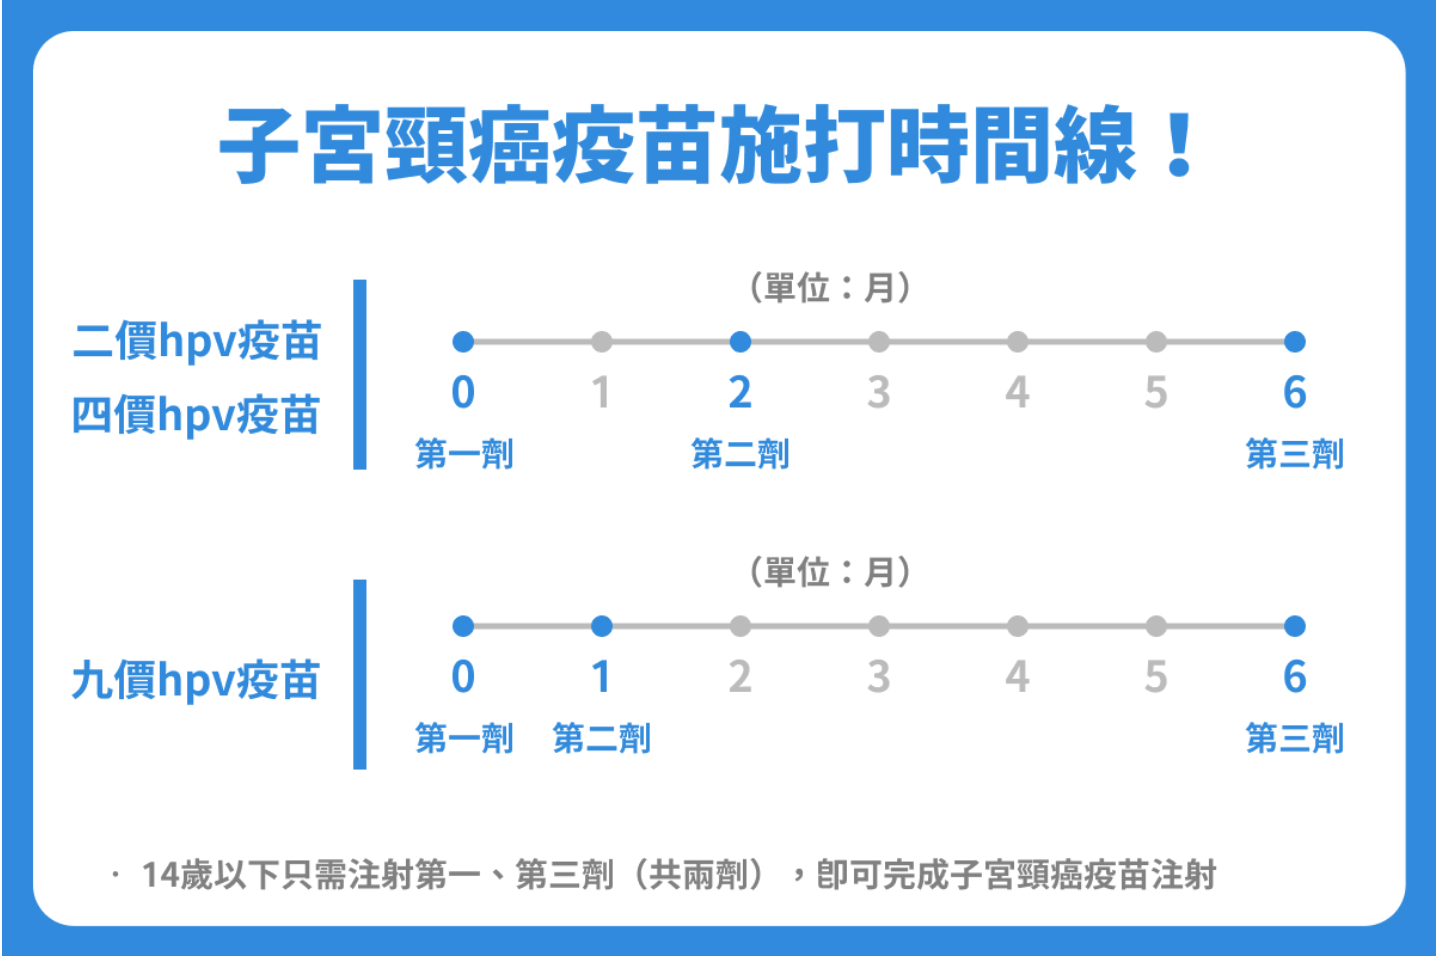 子宮頸癌疫苗施打時間線！
二價hpv疫苗
四價hpv疫苗
（單位：月）
0 1 2 3 4 5 6
第一劑 第二劑 第三劑
九價hpv疫苗
（單位：月）
0 1 2 3 4 5 6
第一劑 第二劑 第三劑
· 14歲以下只需注射第一、第三劑（共兩劑），即可完成子宮頸癌疫苗注射